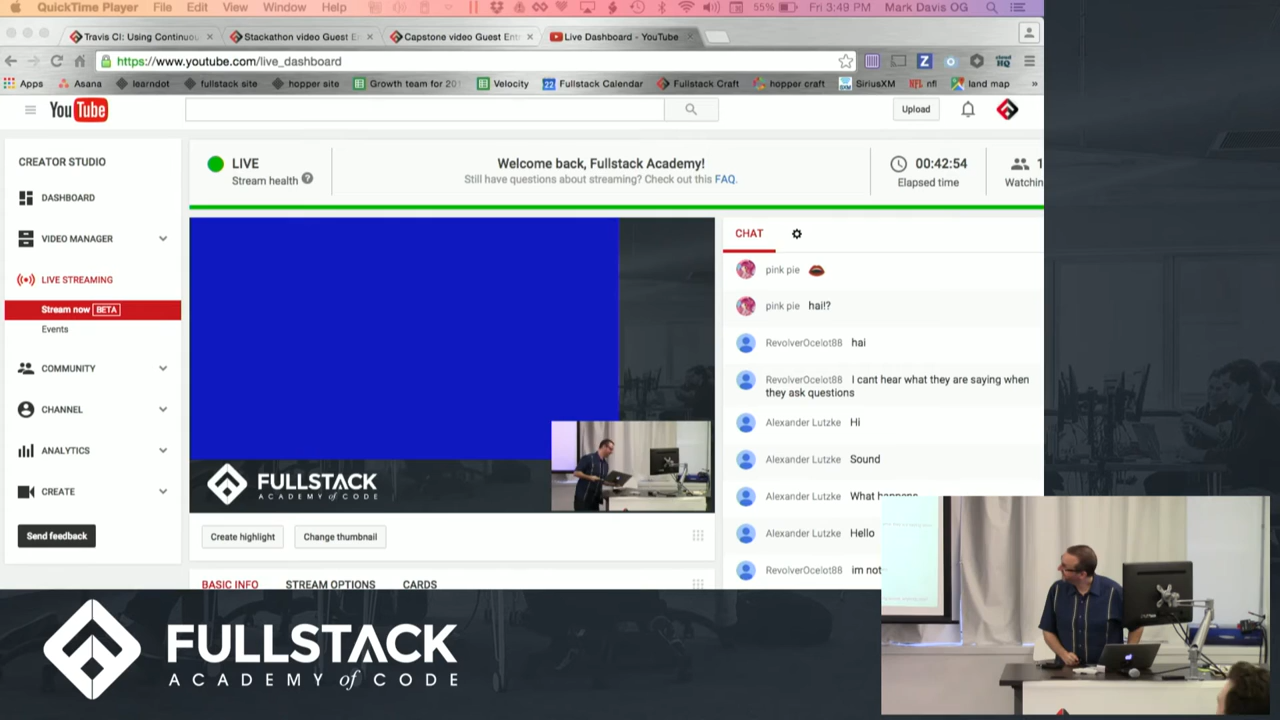 QuickTime Player File Edit View Window Help 55% Fri 3:49 PM Mark Davis OG
Travis CI: Using Continuou × Stackathon video Guest E × Capstone video Guest Ent × Live Dashboard - YouTube ×
https://www.youtube.com/live_dashboard
Apps Asana learndot fullstack site hopper site Growth team for 201 Velocity 22 Fullstack Calendar Fullstack Craft hopper craft SiriusXM nfl land map »
YouTube Upload
CREATOR STUDIO
DASHBOARD
VIDEO MANAGER
LIVE STREAMING
Stream now BETA
Events
COMMUNITY
CHANNEL
ANALYTICS
CREATE
Send feedback
LIVE
Stream health ?
Welcome back, Fullstack Academy!
Still have questions about streaming? Check out this FAQ.
00:42:54
Elapsed time
1
Watchin
FULLSTACK
ACADEMY of CODE
Create highlight Change thumbnail
BASIC INFO STREAM OPTIONS CARDS
CHAT
pink pie
pink pie hai!?
RevolverOcelot88 hai
RevolverOcelot88 I cant hear what they are saying when
they ask questions
Alexander Lutzke Hi
Alexander Lutzke Sound
Alexander Lutzke What happens
Alexander Lutzke Hello
RevolverOcelot88 im not
FULLSTACK
ACADEMY of CODE